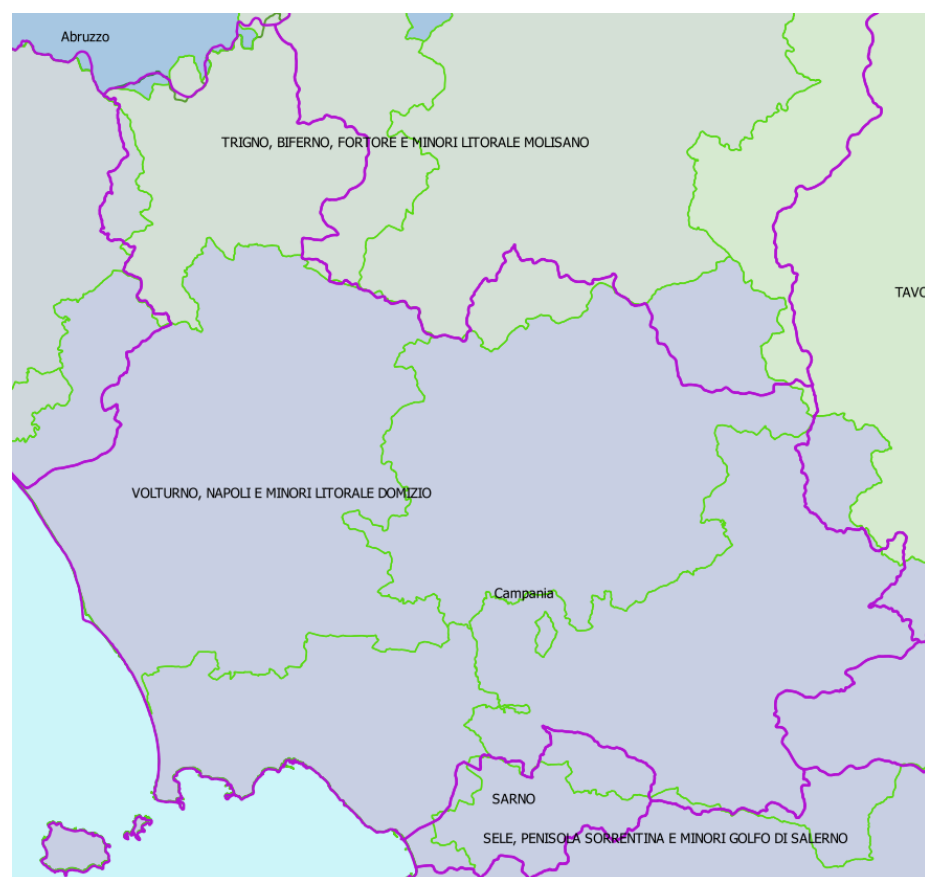 Abruzzo
TRIGNO, BIFERNO, FORTORE E MINORI LITORALE MOLISANO
TAVO
VOLTURNO, NAPOLI E MINORI LITORALE DOMIZIO
Campania
SARNO
SELE, PENISOLA SORRENTINA E MINORI GOLFO DI SALERNO